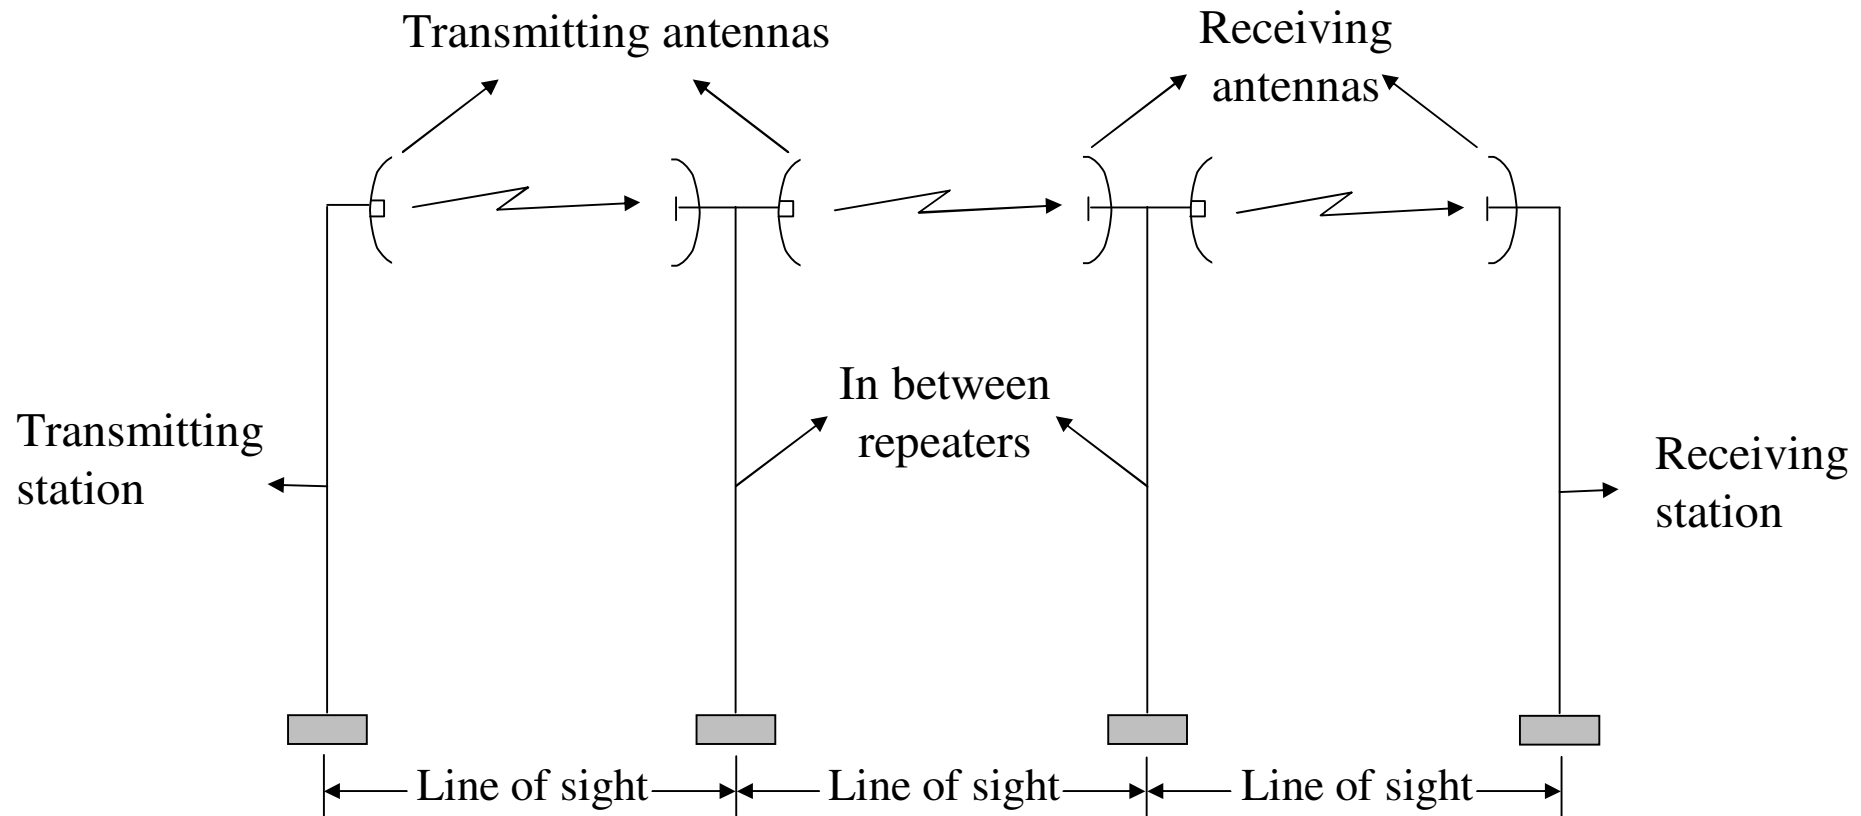 Transmitting antennas
Receiving
antennas
In between
repeaters
Transmitting
station
Receiving
station
Line of sight
Line of sight
Line of sight